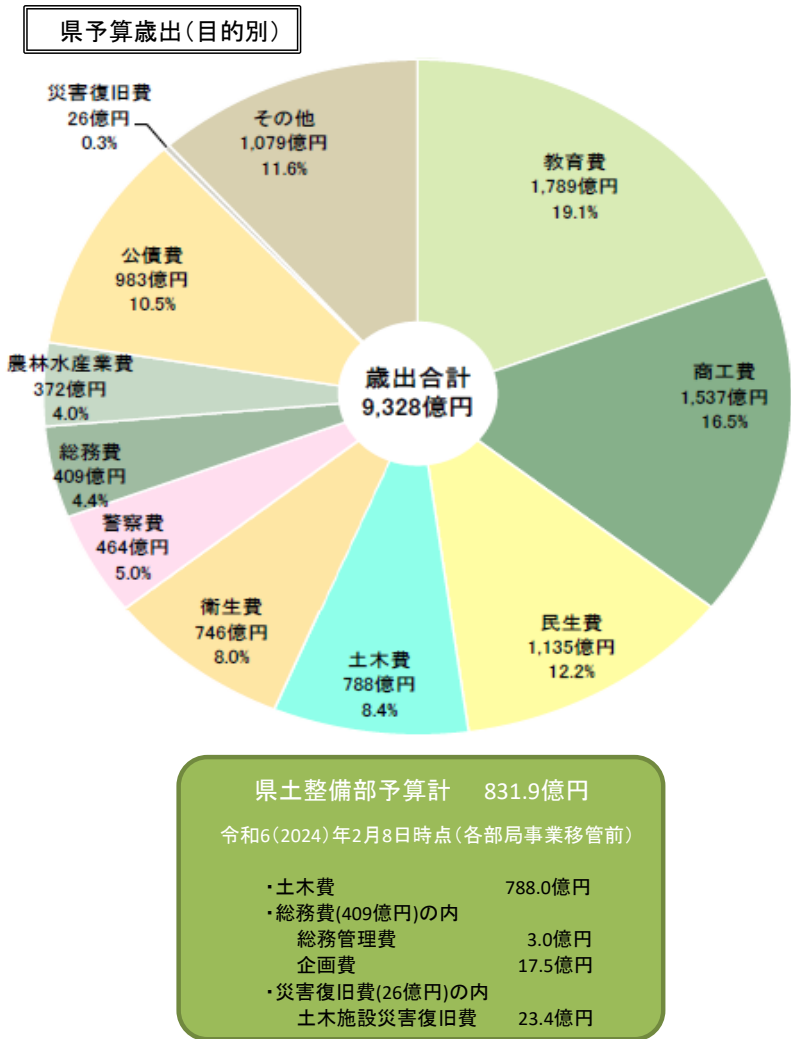 県予算歳出(目的別)
災害復旧費
26億円
0.3%
その他
1,079億円
11.6%
教育費
1,789億円
19.1%
公債費
983億円
10.5%
農林水産業費
372億円
4.0%
歳出合計
9,328億円
商工費
1,537億円
16.5%
総務費
409億円
4.4%
警察費
464億円
5.0%
衛生費
746億円
8.0%
土木費
788億円
8.4%
民生費
1,135億円
12.2%
県土整備部予算計 831.9億円
令和6(2024)年2月8日時点(各部局事業移管前)
・土木費 788.0億円
・総務費(409億円)の内
総務管理費 3.0億円
企画費 17.5億円
・災害復旧費(26億円)の内
土木施設災害復旧費 23.4億円